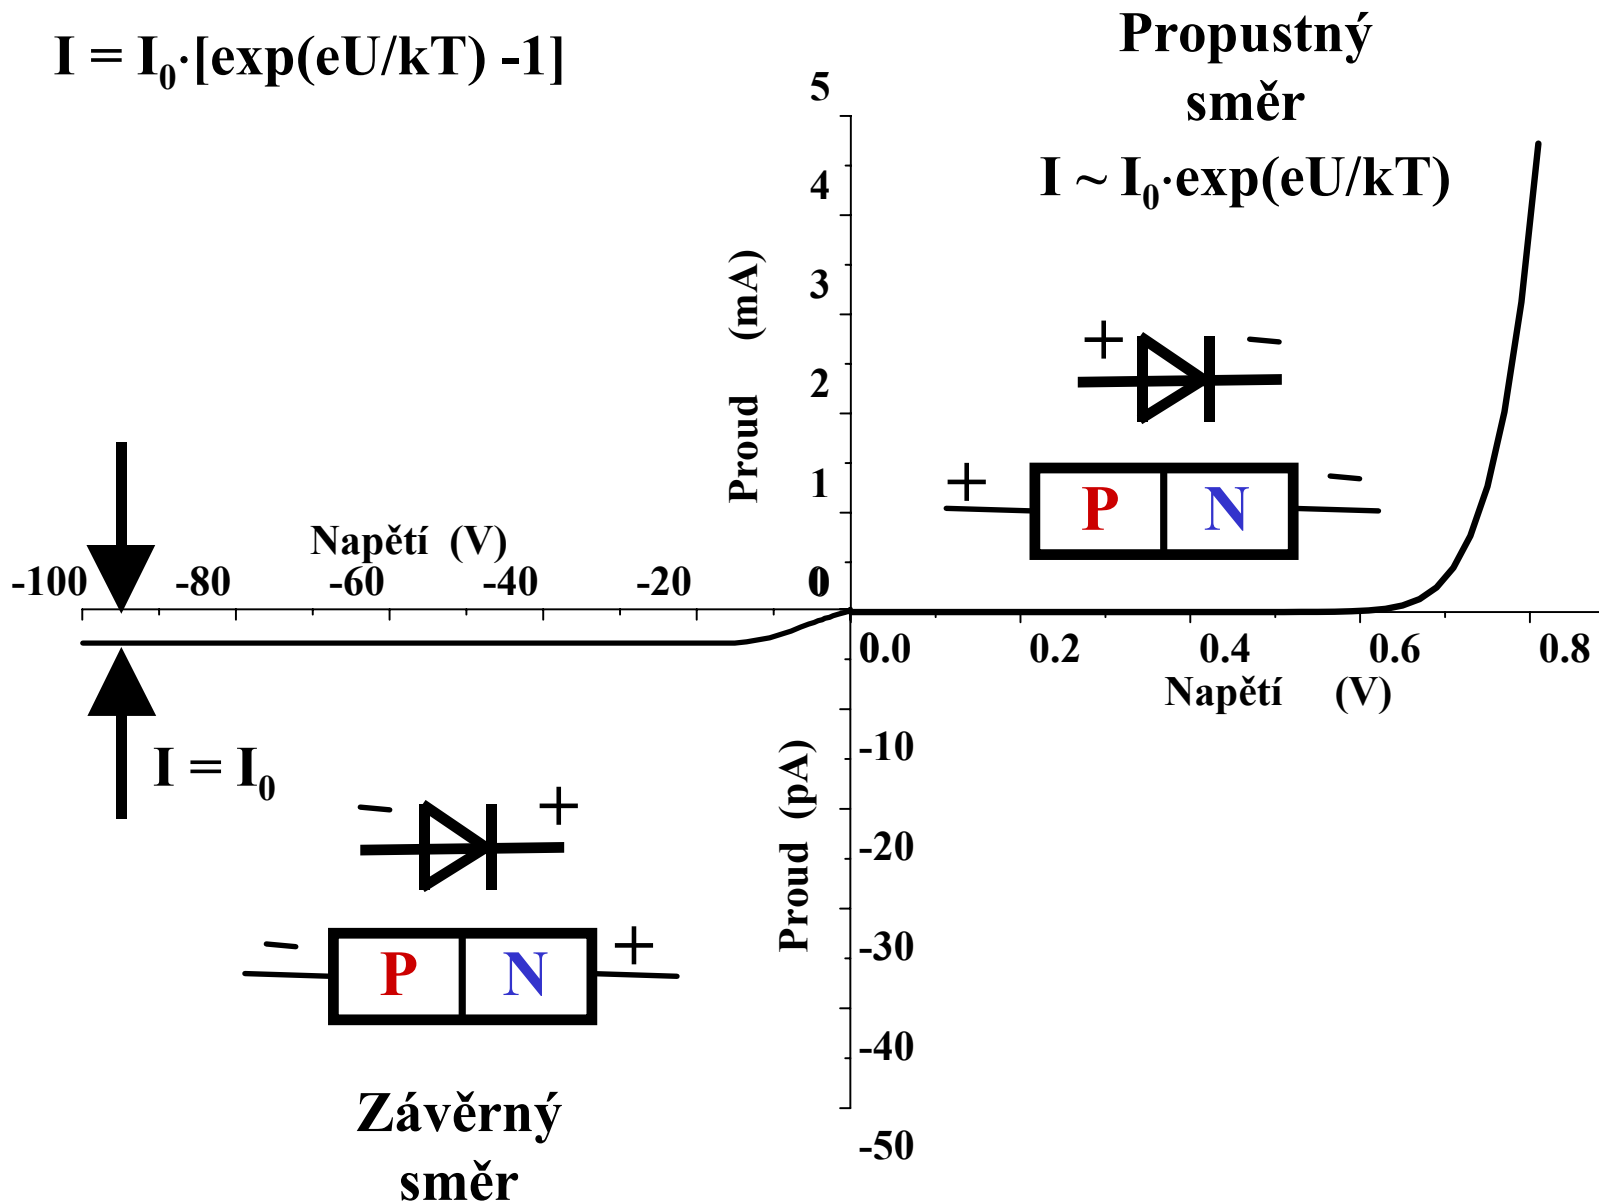 I = I₀·[exp(eU/kT) -1]
Propustný
směr
I ~ I₀·exp(eU/kT)
5
4
3
2
1
0
Proud (mA)
+ –
+ P N –
Napětí (V)
-100 -80 -60 -40 -20
0.0 0.2 0.4 0.6 0.8
Napětí (V)
I = I₀
– +
– P N +
Závěrný
směr
Proud (pA)
-10
-20
-30
-40
-50